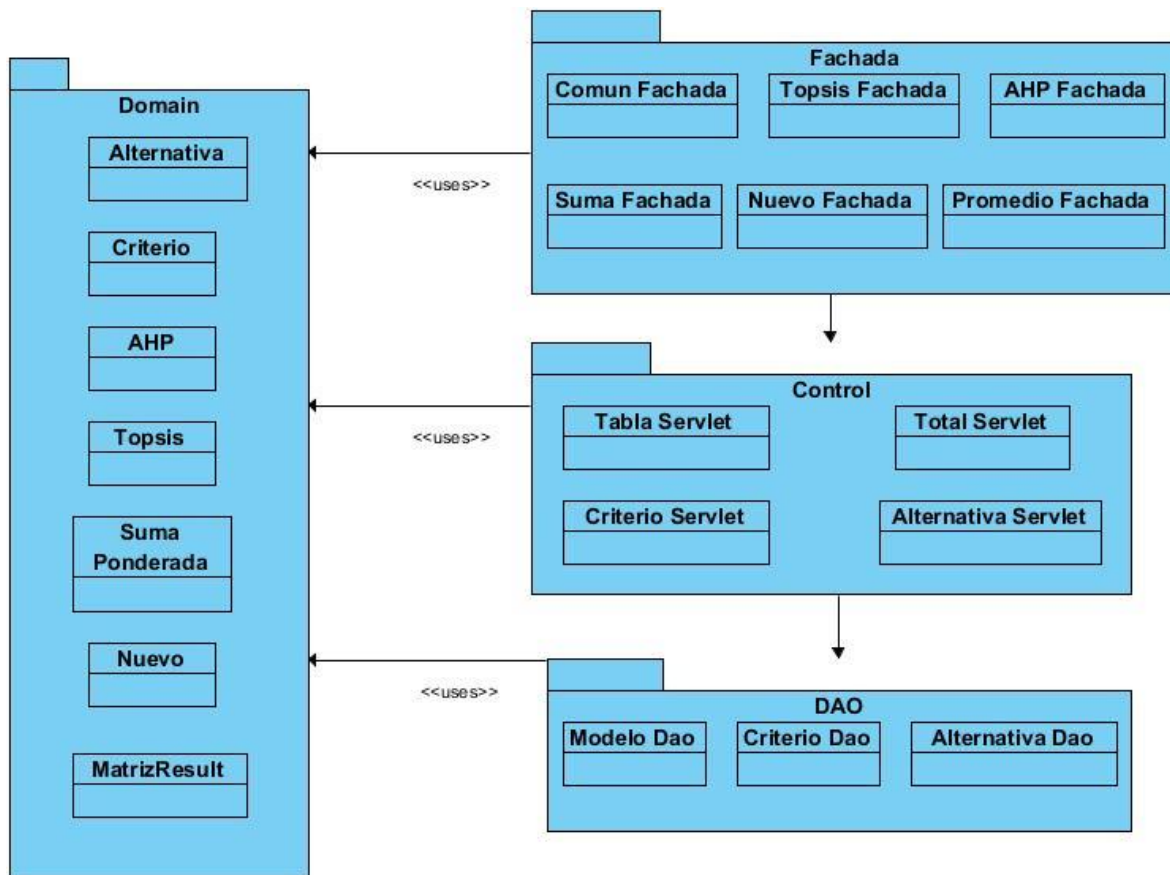 Fachada
Comun Fachada
Topsis Fachada
AHP Fachada
Suma Fachada
Nuevo Fachada
Promedio Fachada
Domain
Alternativa
Criterio
AHP
Topsis
Suma
Ponderada
Nuevo
MatrizResult
<<uses>>
<<uses>>
<<uses>>
Control
Tabla Servlet
Total Servlet
Criterio Servlet
Alternativa Servlet
DAO
Modelo Dao
Criterio Dao
Alternativa Dao